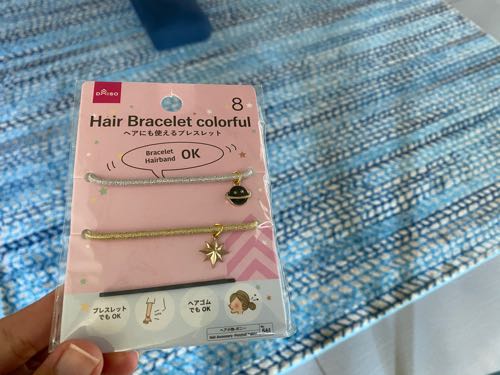 DAISO
8
Hair Bracelet colorful
ヘアにも使えるブレスレット
Bracelet
Hairband
OK
ブレスレット
でもOK
ヘアゴム
でもOK